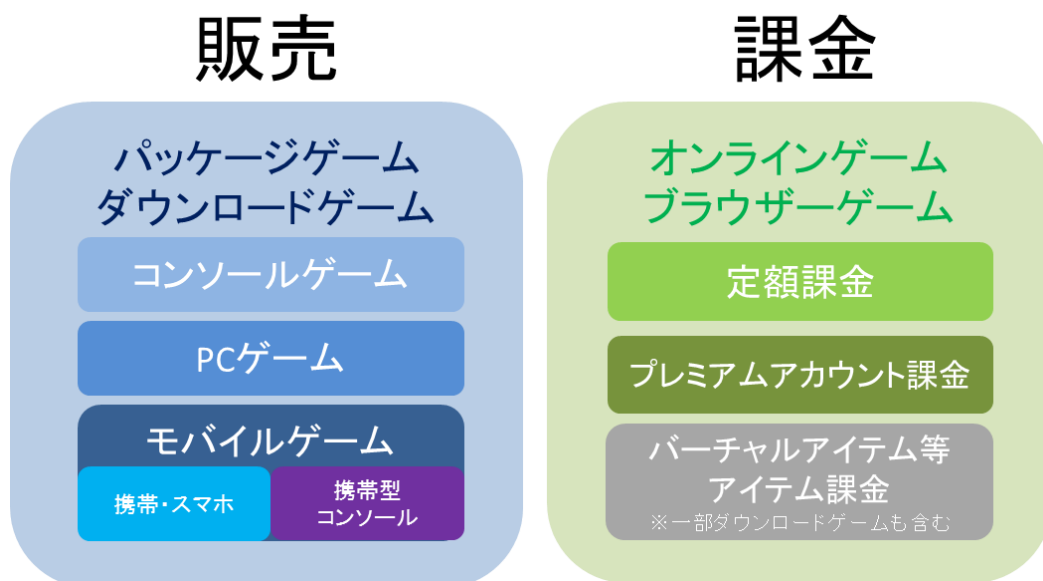 販売
パッケージゲーム
ダウンロードゲーム
コンソールゲーム
PCゲーム
モバイルゲーム
携帯・スマホ
携帯型
コンソール
課金
オンラインゲーム
ブラウザーゲーム
定額課金
プレミアムアカウント課金
バーチャルアイテム等
アイテム課金
※一部ダウンロードゲームも含む